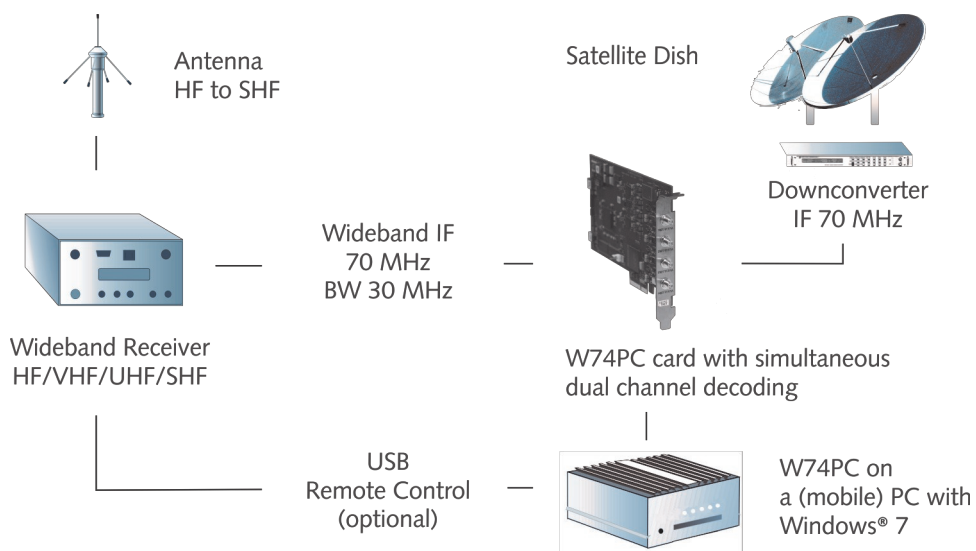 Antenna
HF to SHF
Satellite Dish
Downconverter
IF 70 MHz
Wideband IF
70 MHz
BW 30 MHz
Wideband Receiver
HF/VHF/UHF/SHF
W74PC card with simultaneous
dual channel decoding
USB
Remote Control
(optional)
W74PC on
a (mobile) PC with
Windows® 7